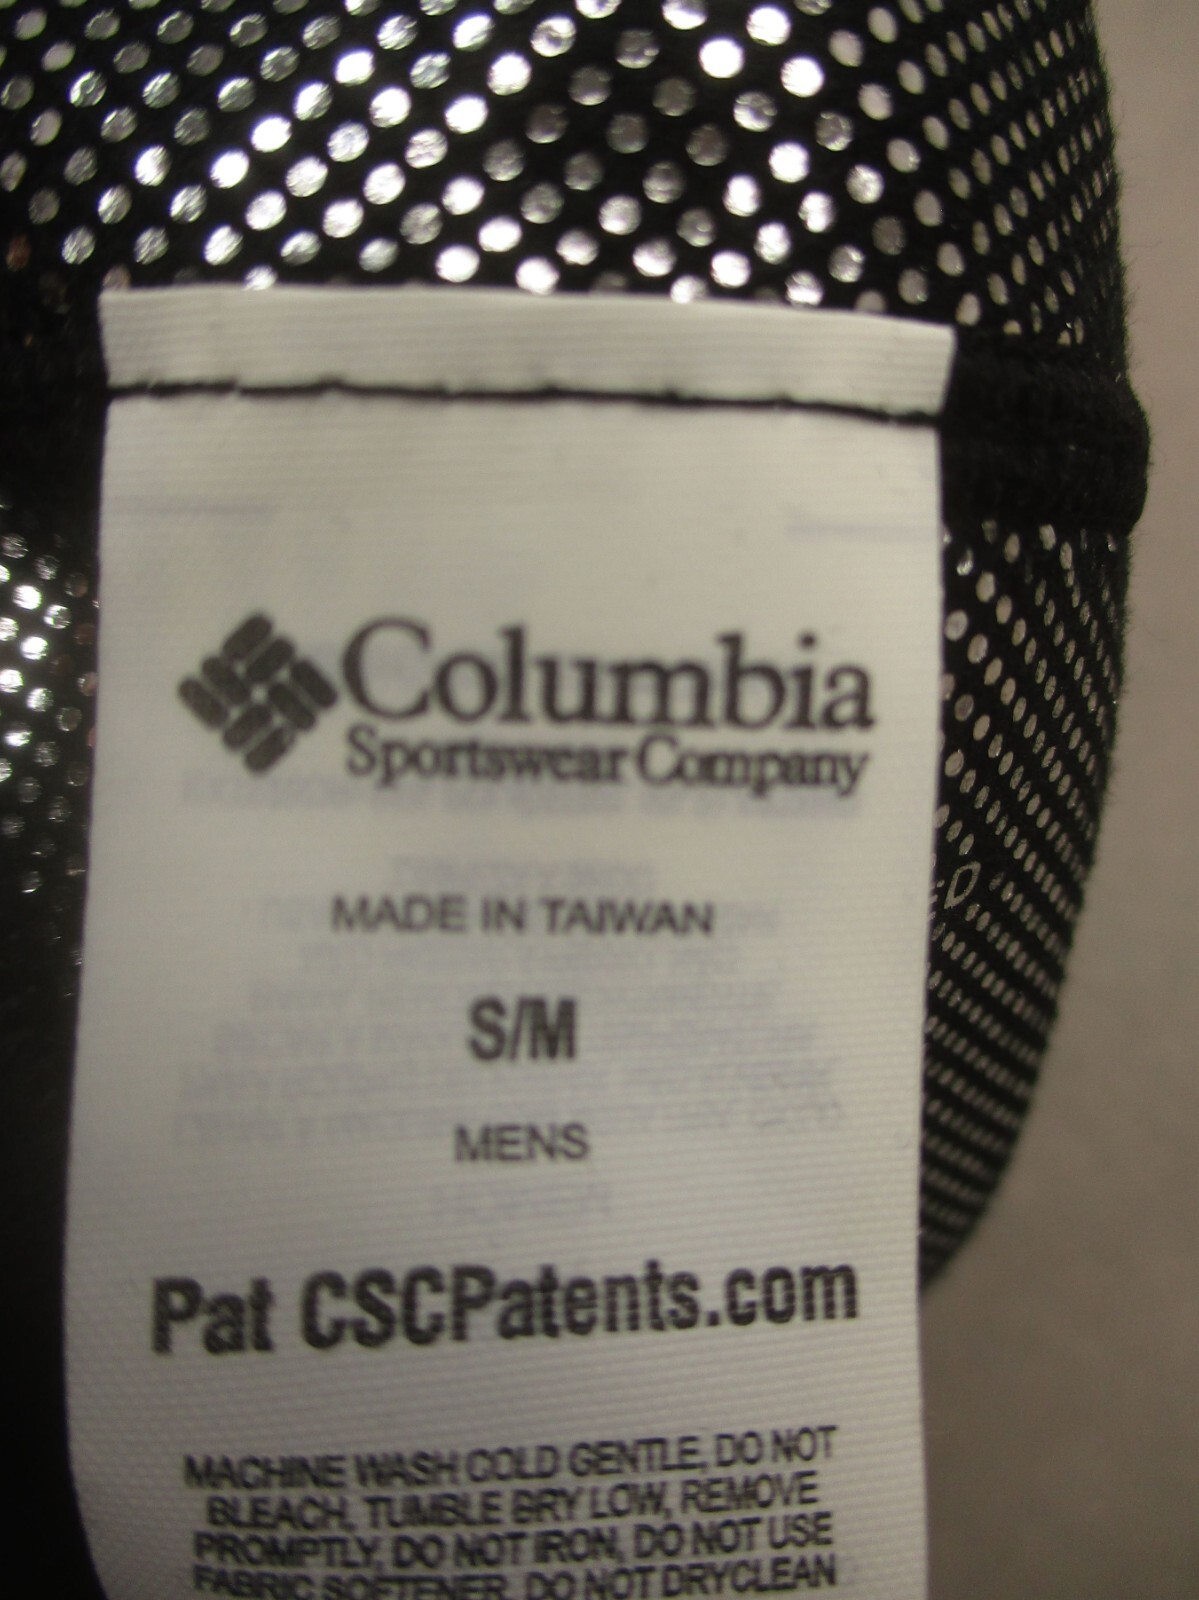 Columbia
Sportswear Company
MADE IN TAIWAN
S/M
MENS
Pat CSCPatents.com
MACHINE WASH COLD GENTLE, DO NOT
BLEACH, TUMBLE DRY LOW, REMOVE
PROMPTLY, DO NOT IRON, DO NOT USE
FABRIC SOFTENER, DO NOT DRYCLEAN